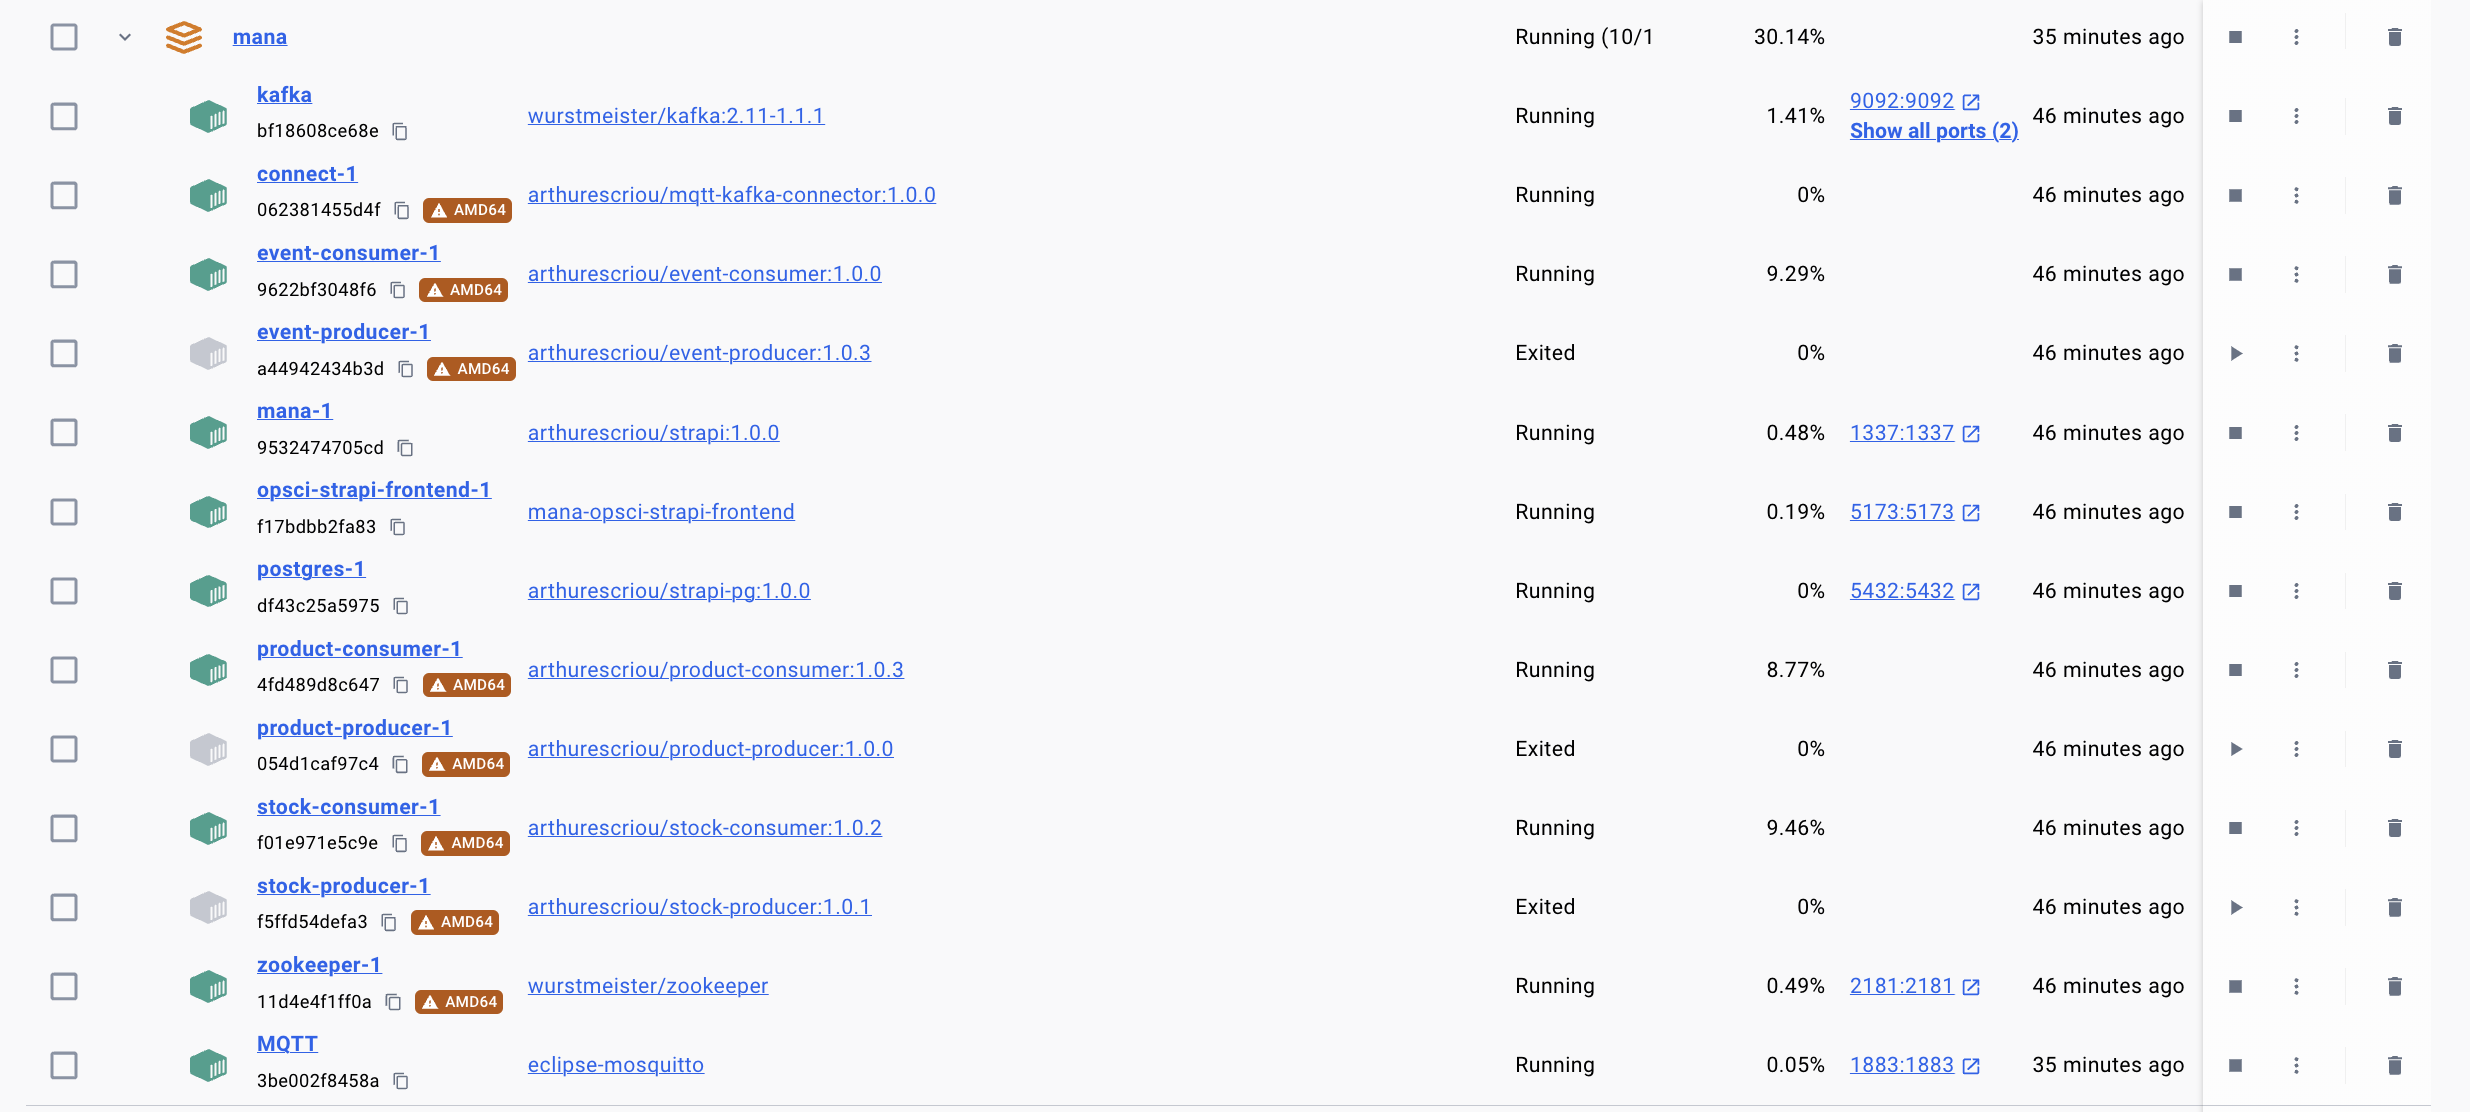 mana Running (10/1 30.14% 35 minutes ago
kafka
bf18608ce68e wurstmeister/kafka:2.11-1.1.1 Running 1.41% 9092:9092 46 minutes ago
Show all ports (2)
connect-1
062381455d4f AMD64 arthurescriou/mqtt-kafka-connector:1.0.0 Running 0% 46 minutes ago
event-consumer-1
9622bf3048f6 AMD64 arthurescriou/event-consumer:1.0.0 Running 9.29% 46 minutes ago
event-producer-1
a44942434b3d AMD64 arthurescriou/event-producer:1.0.3 Exited 0% 46 minutes ago
mana-1
9532474705cd arthurescriou/strapi:1.0.0 Running 0.48% 1337:1337 46 minutes ago
opsci-strapi-frontend-1
f17bdbb2fa83 mana-opsci-strapi-frontend Running 0.19% 5173:5173 46 minutes ago
postgres-1
df43c25a5975 arthurescriou/strapi-pg:1.0.0 Running 0% 5432:5432 46 minutes ago
product-consumer-1
4fd489d8c647 AMD64 arthurescriou/product-consumer:1.0.3 Running 8.77% 46 minutes ago
product-producer-1
054d1caf97c4 AMD64 arthurescriou/product-producer:1.0.0 Exited 0% 46 minutes ago
stock-consumer-1
f01e971e5c9e AMD64 arthurescriou/stock-consumer:1.0.2 Running 9.46% 46 minutes ago
stock-producer-1
f5ffd54defa3 AMD64 arthurescriou/stock-producer:1.0.1 Exited 0% 46 minutes ago
zookeeper-1
11d4e4f1ff0a AMD64 wurstmeister/zookeeper Running 0.49% 2181:2181 46 minutes ago
MQTT
3be002f8458a eclipse-mosquitto Running 0.05% 1883:1883 35 minutes ago